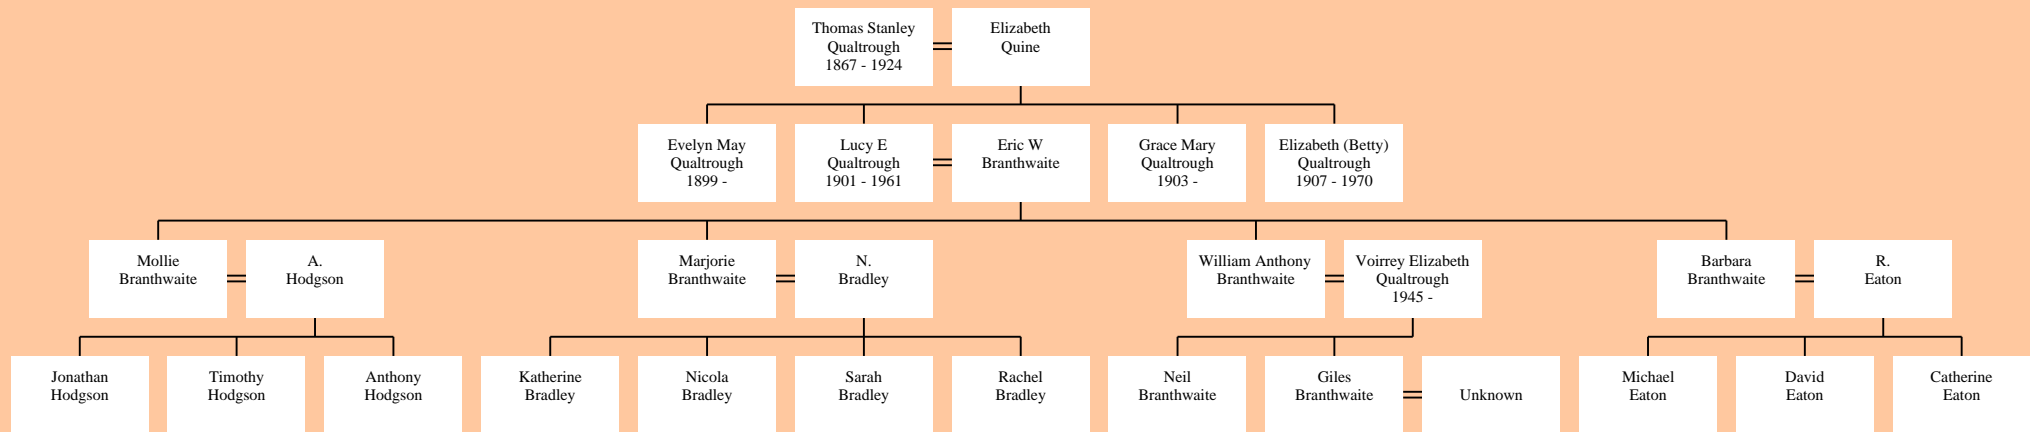 Thomas Stanley
Qualtrough
1867 - 1924
Elizabeth
Quine
Evelyn May
Qualtrough
1899 -
Lucy E
Qualtrough
1901 - 1961
Eric W
Branthwaite
Grace Mary
Qualtrough
1903 -
Elizabeth (Betty)
Qualtrough
1907 - 1970
Mollie
Branthwaite
A.
Hodgson
Marjorie
Branthwaite
N.
Bradley
William Anthony
Branthwaite
Voirrey Elizabeth
Qualtrough
1945 -
Barbara
Branthwaite
R.
Eaton
Jonathan
Hodgson
Timothy
Hodgson
Anthony
Hodgson
Katherine
Bradley
Nicola
Bradley
Sarah
Bradley
Rachel
Bradley
Neil
Branthwaite
Giles
Branthwaite
Unknown
Michael
Eaton
David
Eaton
Catherine
Eaton